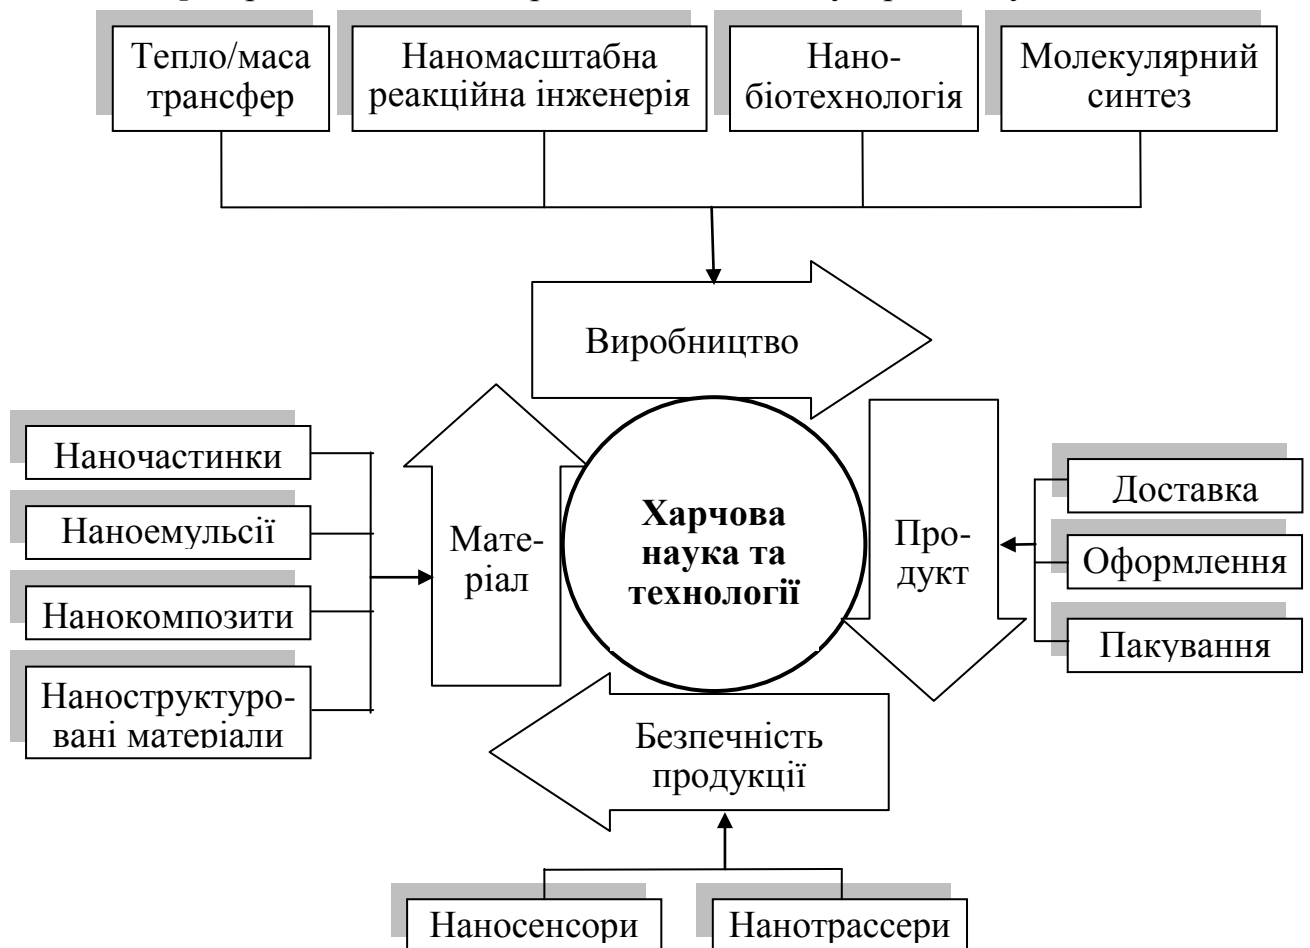 Тепло/маса
трансфер
Наномасштабна
реакційна інженерія
Нано-
біотехнологія
Молекулярний
синтез
Виробництво
Наночастинки
Наноемульсії
Нанокомпозити
Наноструктуро-
вані матеріали
Мате-
ріал
Харчова
наука та
технології
Про-
дукт
Доставка
Оформлення
Пакування
Безпечність
продукції
Наносенсори
Нанотрассери